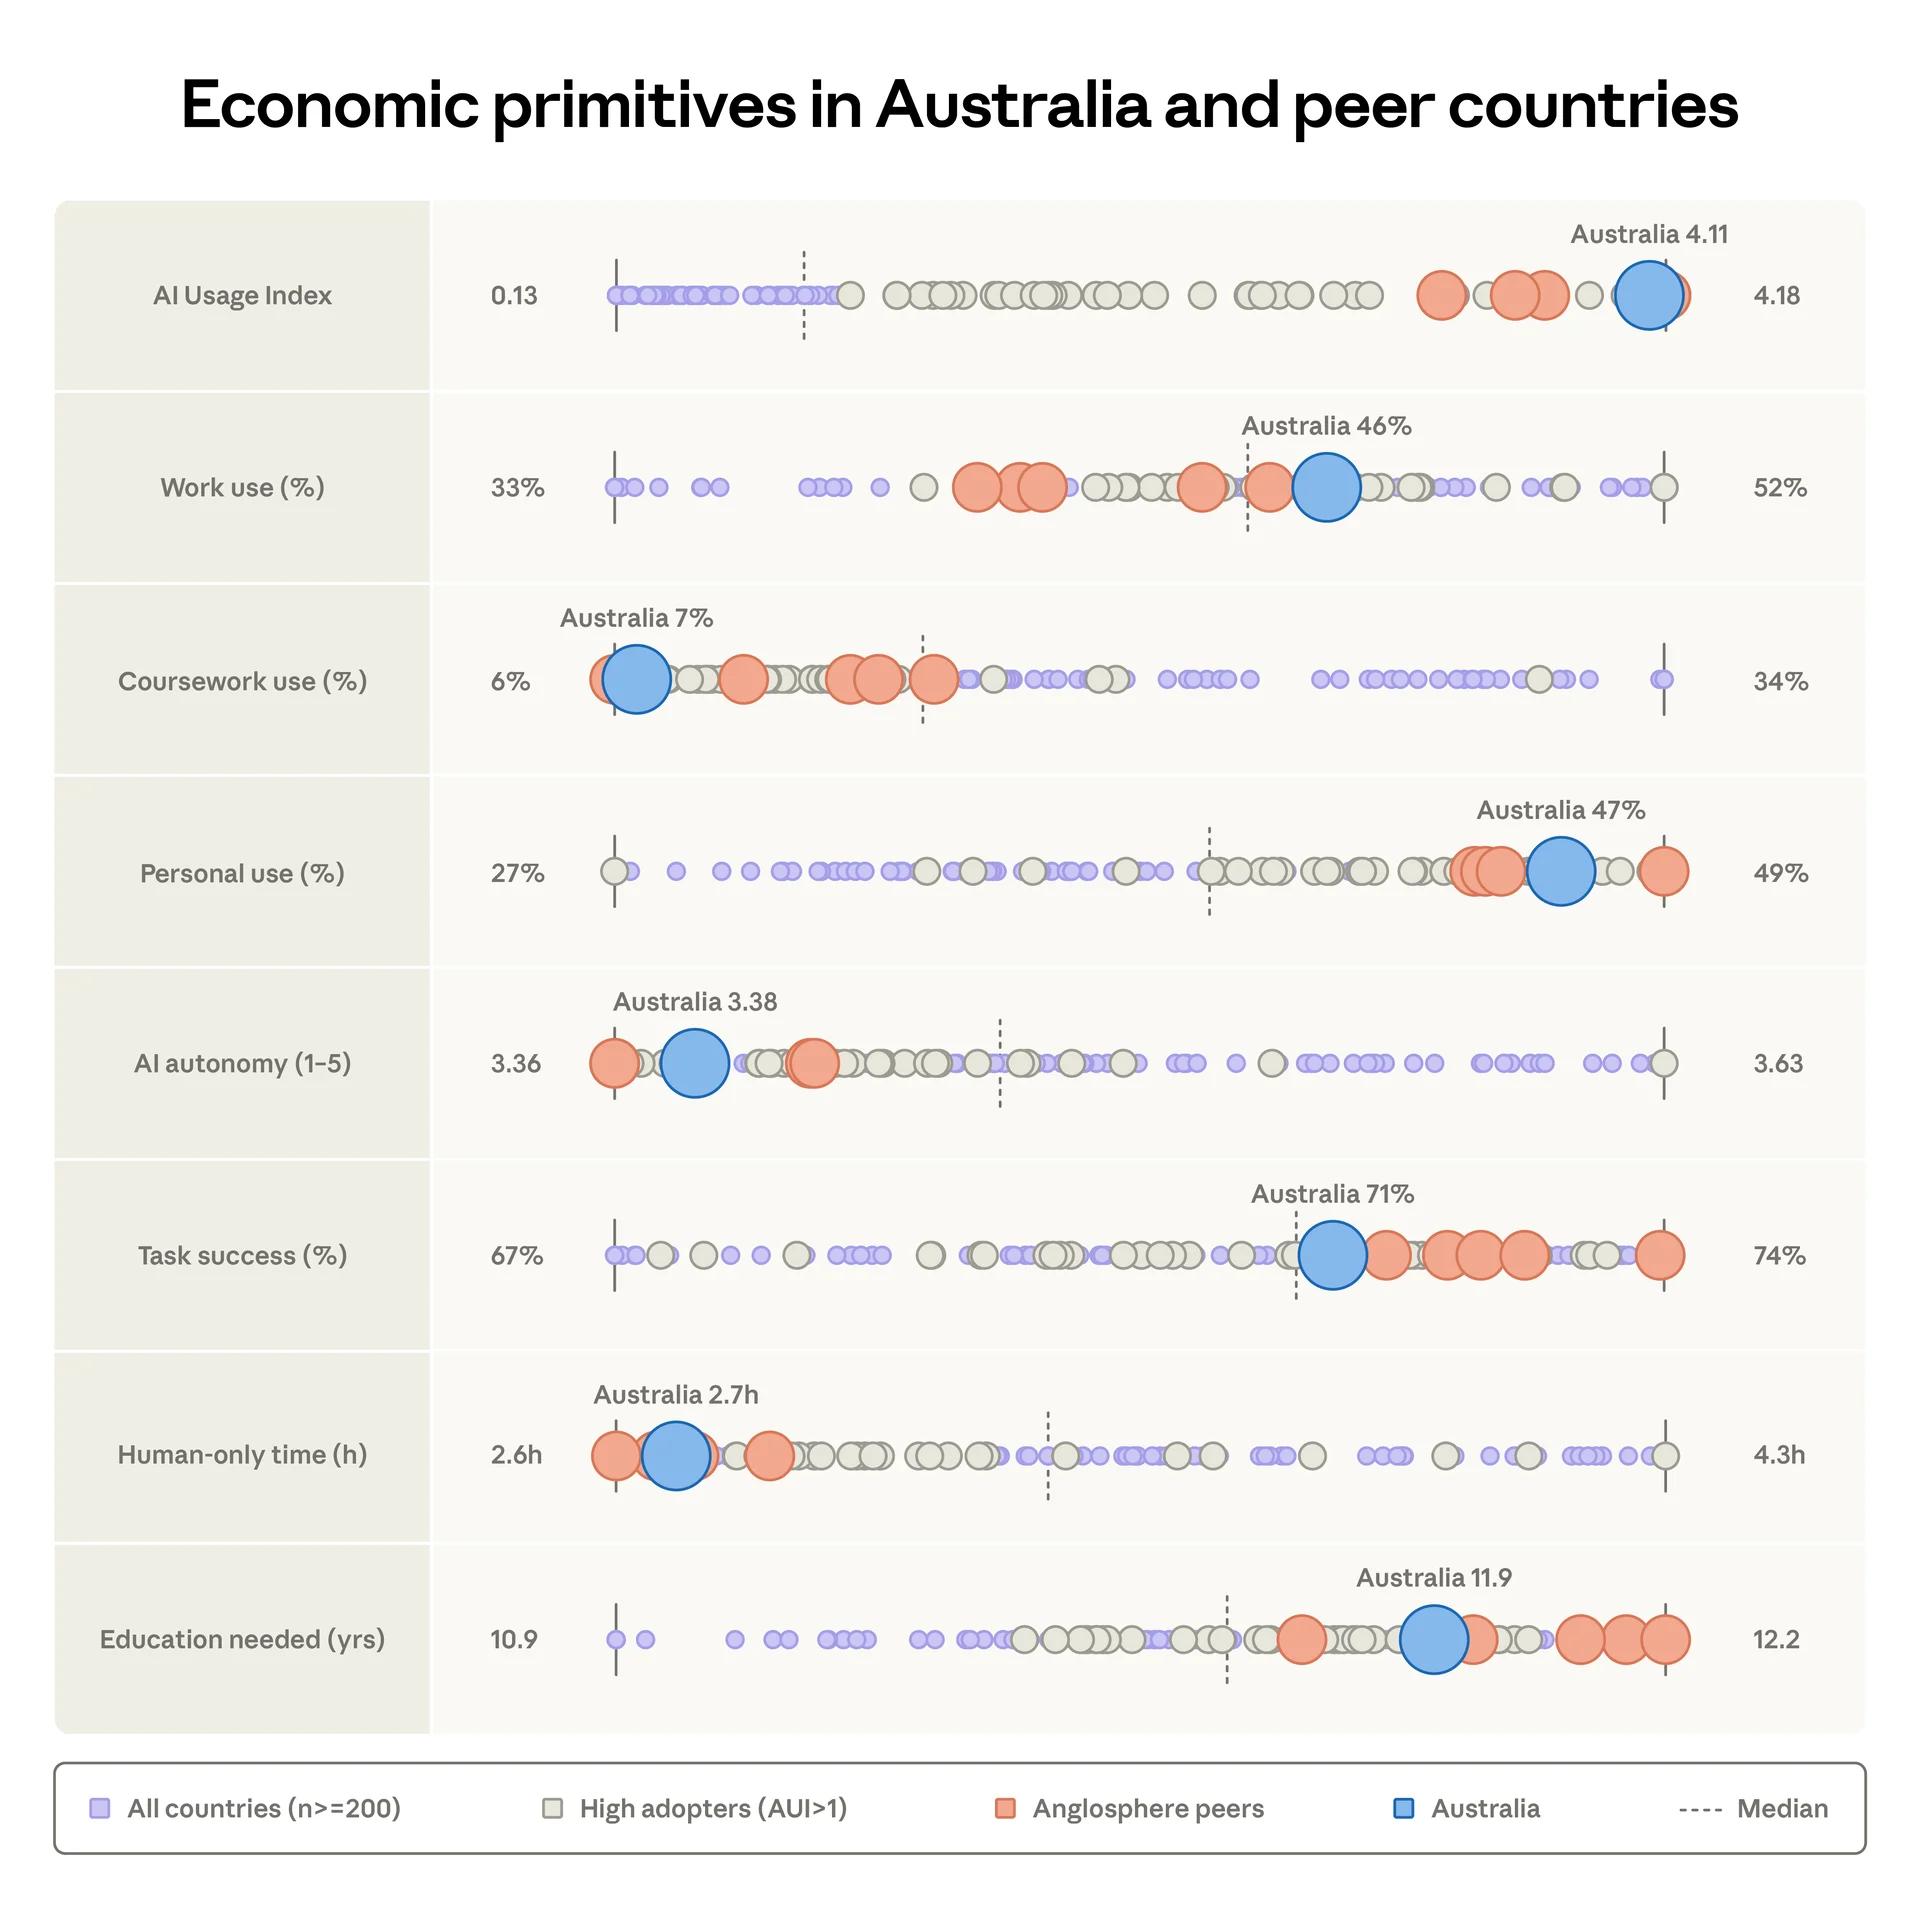 Economic primitives in Australia and peer countries
Australia 4.11
AI Usage Index 0.13 4.18
Australia 46%
Work use (%) 33% 52%
Australia 7%
Coursework use (%) 6% 34%
Australia 47%
Personal use (%) 27% 49%
Australia 3.38
AI autonomy (1–5) 3.36 3.63
Australia 71%
Task success (%) 67% 74%
Australia 2.7h
Human-only time (h) 2.6h 4.3h
Australia 11.9
Education needed (yrs) 10.9 12.2
All countries (n>=200) High adopters (AUI>1) Anglosphere peers Australia Median